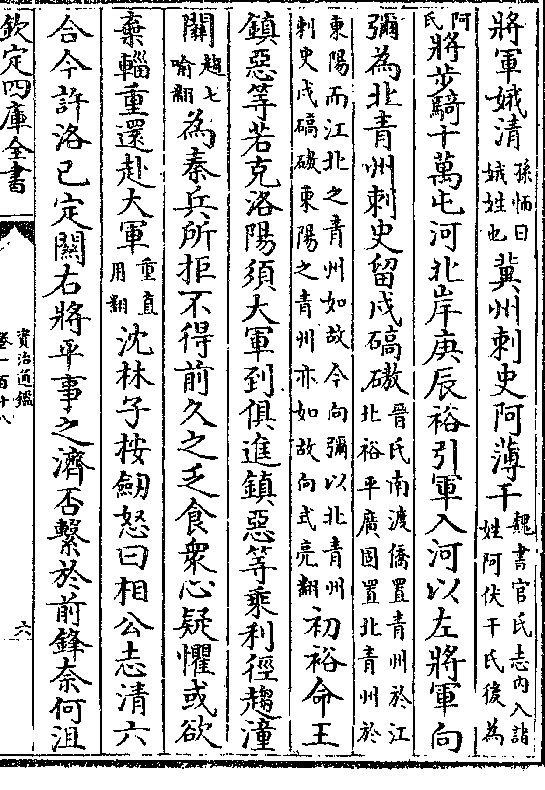 將軍娥清孫愐曰娥姓也冀州刺史阿薄干魏書官氏志内入諸姓阿伏干氏後為
阿氏將步騎十萬屯河北岸庚辰裕引軍入河以左將軍向
彌為北青州刺史留戍碻磝晉氏南渡僑置青州於江北裕平廣固置北青州於
東陽而江北之青州如故今向彌以北青州刺史戍碻磝東陽之青州亦如故向式亮翻初裕命王
鎮惡等若克洛陽須大軍到俱進鎮惡等乘利徑趨潼
關趨七喻翻為秦兵所拒不得前久之乏食衆心疑懼或欲
棄輜重還赴大軍重直用翻沈林子按劒怒曰相公志清六
合今許洛已定關右將平事之濟否繫於前鋒奈何沮
欽定四庫全書
資治通鑑
卷一百十八
六